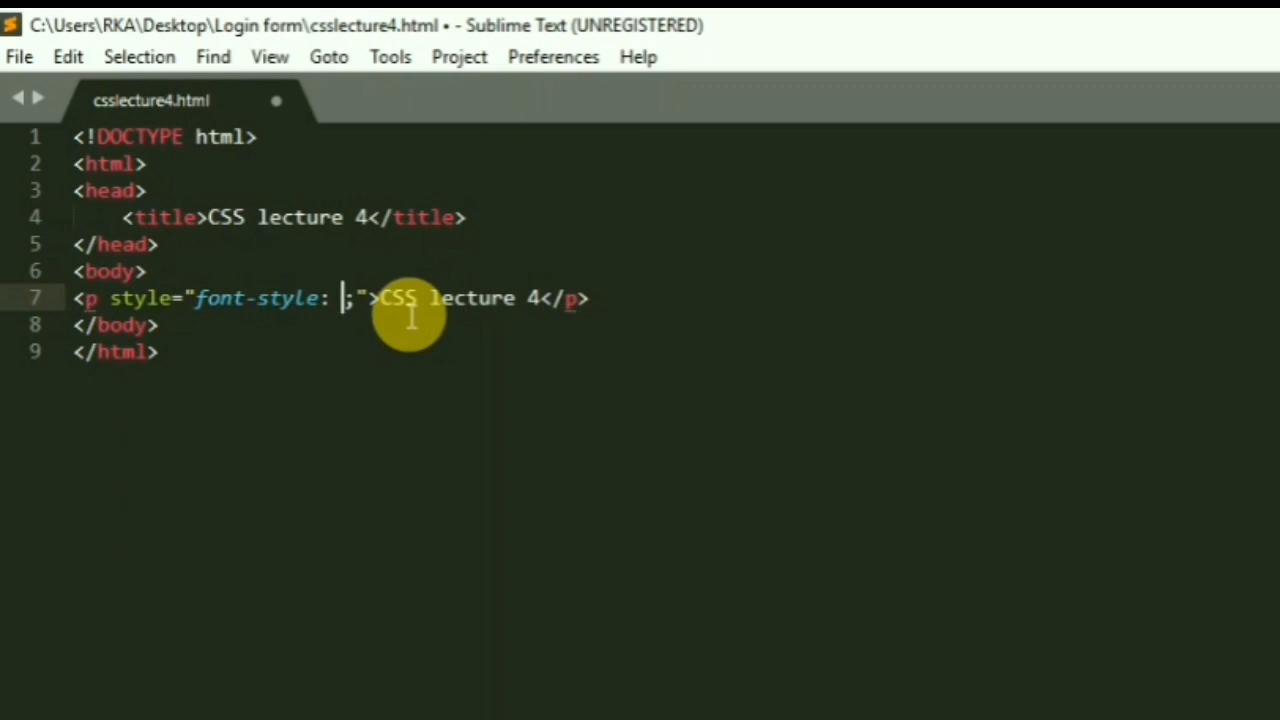 C:\Users\RKA\Desktop\Login form\csslecture4.html • - Sublime Text (UNREGISTERED)
File Edit Selection Find View Goto Tools Project Preferences Help
csslecture4.html
1 <!DOCTYPE html>
2 <html>
3 <head>
4 <title>CSS lecture 4</title>
5 </head>
6 <body>
7 <p style="font-style: ;">CSS lecture 4</p>
8 </body>
9 </html>